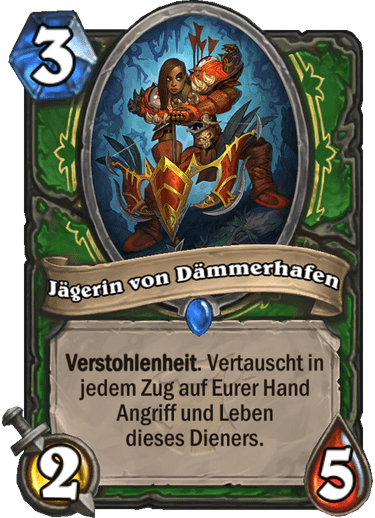 3
Jägerin von Dämmerhafen
Verstohlenheit. Vertauscht in
jedem Zug auf Eurer Hand
Angriff und Leben
dieses Dieners.
2
5